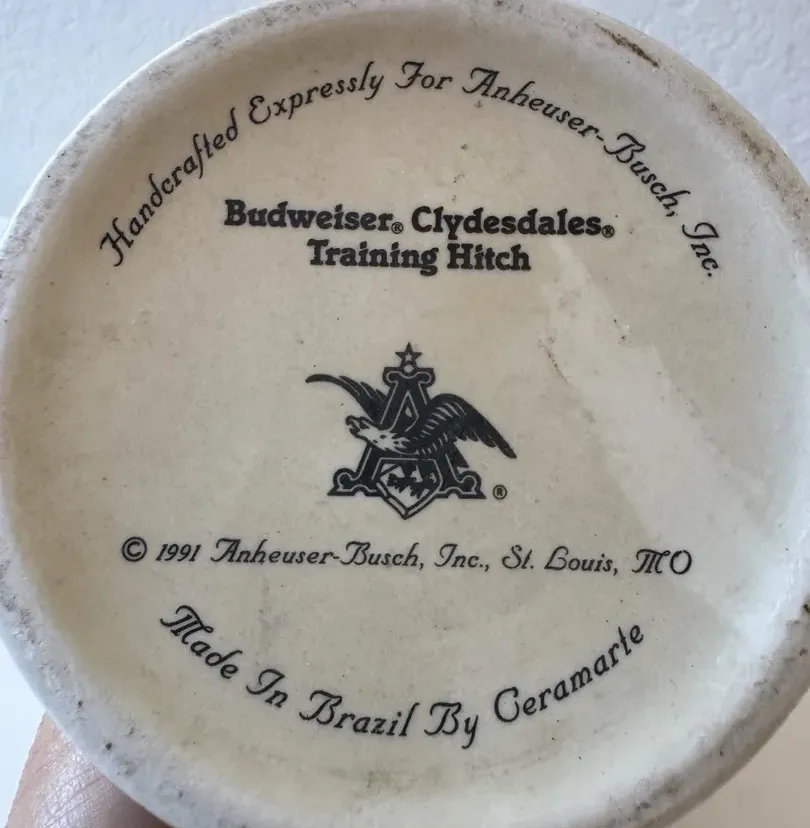 Handcrafted Expressly For Anheuser-Busch, Inc.
Budweiser® Clydesdales®
Training Hitch
A
®
© 1991 Anheuser-Busch, Inc., St. Louis, MO
Made In Brazil By Ceramarte